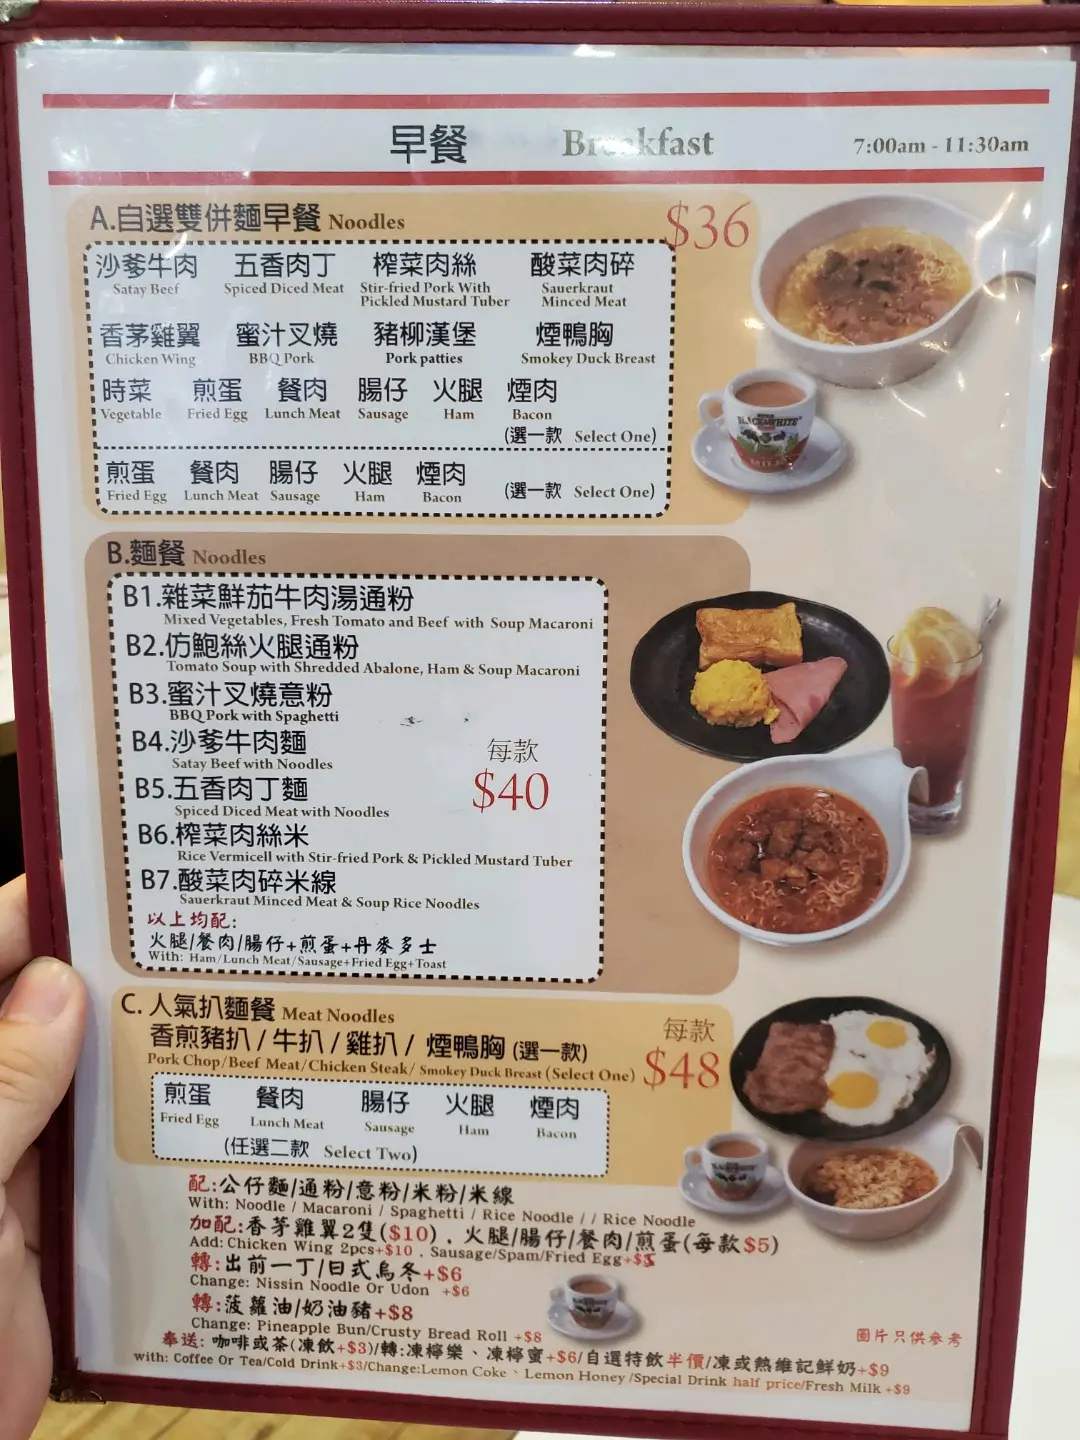 早餐 Breakfast 7:00am - 11:30am
A.自選雙併麵早餐 Noodles $36
沙爹牛肉 五香肉丁 榨菜肉絲 酸菜肉碎
Satay Beef Spiced Diced Meat Stir-fried Pork With Pickled Mustard Tuber Sauerkraut Minced Meat
香茅雞翼 蜜汁叉燒 豬柳漢堡 煙鴨胸
Chicken Wing BBQ Pork Pork patties Smokey Duck Breast
時菜 煎蛋 餐肉 腸仔 火腿 煙肉
Vegetable Fried Egg Lunch Meat Sausage Ham Bacon
(選一款 Select One)
煎蛋 餐肉 腸仔 火腿 煙肉 (選一款 Select One)
Fried Egg Lunch Meat Sausage Ham Bacon
BLACK&WHITE
MILK
B.麵餐 Noodles
B1.雜菜鮮茄牛肉湯通粉
Mixed Vegetables, Fresh Tomato and Beef with Soup Macaroni
B2.仿鮑絲火腿通粉
Tomato Soup with Shredded Abalone, Ham & Soup Macaroni
B3.蜜汁叉燒意粉
BBQ Pork with Spaghetti
B4.沙爹牛肉麵
Satay Beef with Noodles
每款
$40
B5.五香肉丁麵
Spiced Diced Meat with Noodles
B6.榨菜肉絲米
Rice Vermicell with Stir-fried Pork & Pickled Mustard Tuber
B7.酸菜肉碎米線
Sauerkraut Minced Meat & Soup Rice Noodles
以上均配:
火腿/餐肉/腸仔+煎蛋+丹麥多士
With: Ham/Lunch Meat/Sausage+Fried Egg+Toast
C. 人氣扒麵餐 Meat Noodles
香煎豬扒 / 牛扒 / 雞扒 / 煙鴨胸 (選一款)
Pork Chop/Beef Meat/Chicken Steak/ Smokey Duck Breast (Select One)
每款
$48
煎蛋 餐肉 腸仔 火腿 煙肉
Fried Egg Lunch Meat Sausage Ham Bacon
(任選二款 Select Two)
配:公仔麵/通粉/意粉/米粉/米線
With: Noodle / Macaroni / Spaghetti / Rice Noodle / / Rice Noodle
加配:香茅雞翼2隻($10) , 火腿/腸仔/餐肉/煎蛋(每款$5)
Add: Chicken Wing 2pcs+$10 , Sausage/Spam/Fried Egg+$5
轉:出前一丁/日式烏冬+$6
Change: Nissin Noodle Or Udon +$6
轉:菠蘿油/奶油豬+$8
Change: Pineapple Bun/Crusty Bread Roll +$8
圖片只供參考
奉送: 咖啡或茶(凍飲+$3)/轉:凍檸樂、凍檸蜜+$6/自選特飲半價/凍或熱維記鮮奶+$9
with: Coffee Or Tea/Cold Drink+$3/Change:Lemon Coke、Lemon Honey /Special Drink half price/Fresh Milk +$9